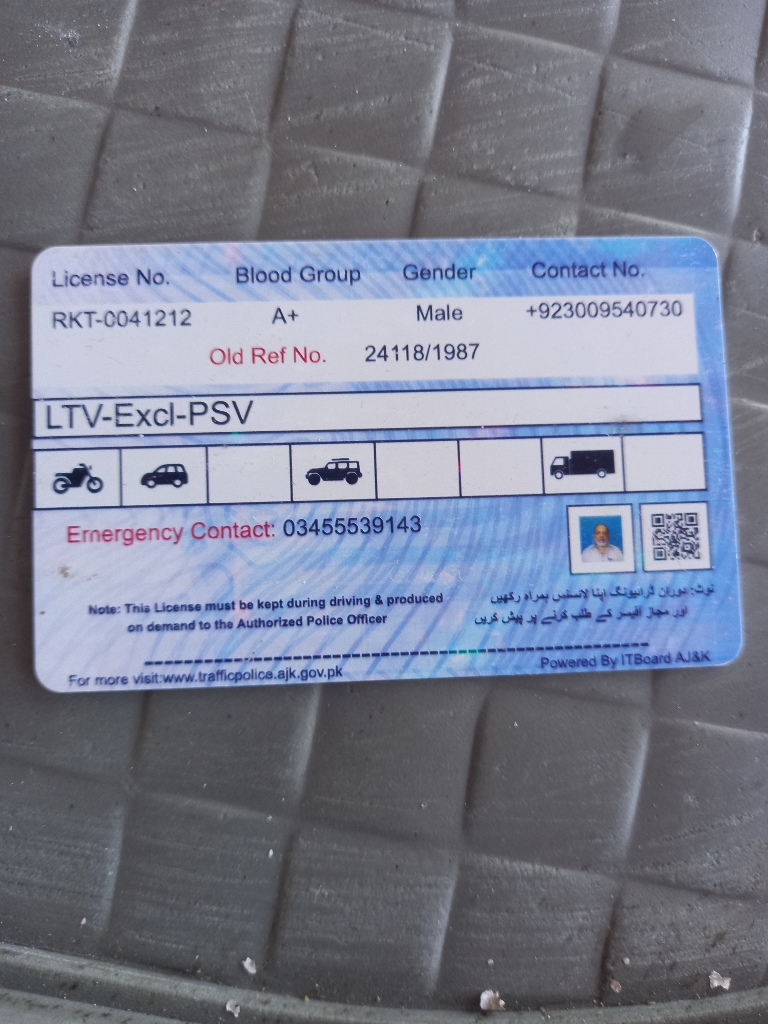 License No. Blood Group Gender Contact No.
RKT-0041212 A+ Male +923009540730
Old Ref No. 24118/1987
LTV-Excl-PSV
Emergency Contact: 03455539143
Note: This License must be kept during driving & produced
on demand to the Authorized Police Officer
نوٹ: دوران ڈرائیونگ اپنا لائسنس ہمراہ رکھیں
اور مجاز آفیسر کے طلب کرنے پر پیش کریں
For more visit:www.trafficpolice.ajk.gov.pk
Powered By ITBoard AJ&K